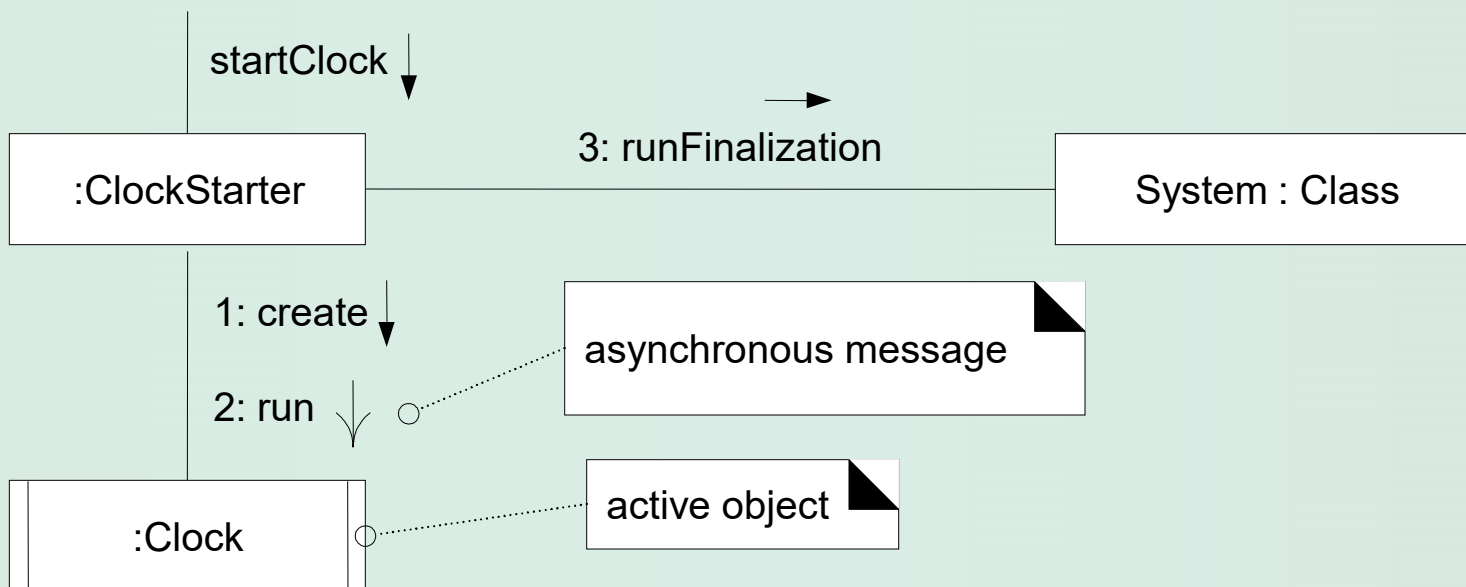 startClock
3: runFinalization
:ClockStarter
System : Class
1: create
asynchronous message
2: run
active object
:Clock